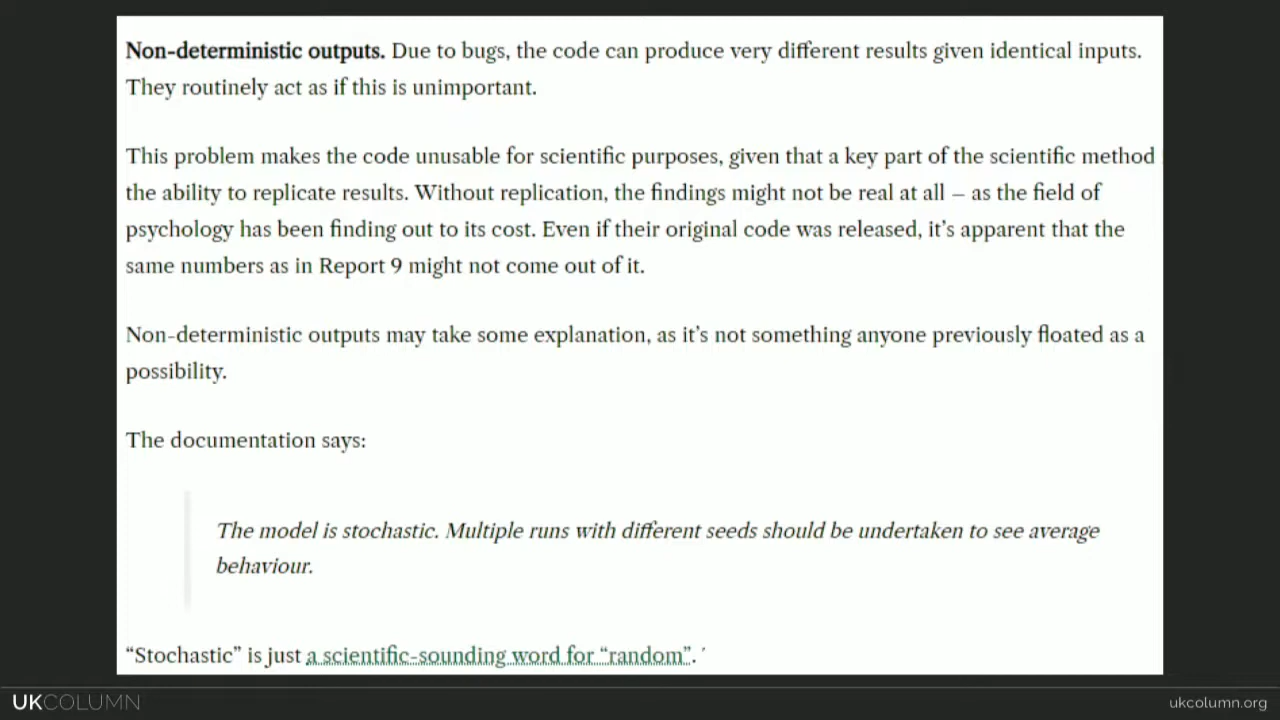 Non-deterministic outputs. Due to bugs, the code can produce very different results given identical inputs.
They routinely act as if this is unimportant.
This problem makes the code unusable for scientific purposes, given that a key part of the scientific method
the ability to replicate results. Without replication, the findings might not be real at all – as the field of
psychology has been finding out to its cost. Even if their original code was released, it's apparent that the
same numbers as in Report 9 might not come out of it.
Non-deterministic outputs may take some explanation, as it's not something anyone previously floated as a
possibility.
The documentation says:
The model is stochastic. Multiple runs with different seeds should be undertaken to see average
behaviour.
“Stochastic” is just a scientific-sounding word for “random”.
UKCOLUMN
ukcolumn.org